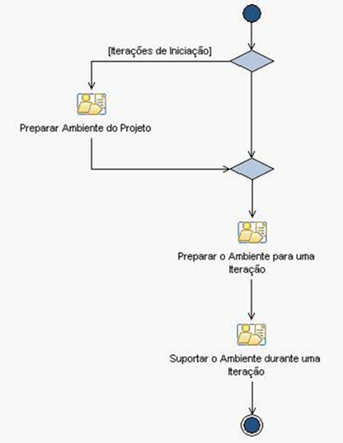 [Iterações de Iniciação]
Preparar Ambiente do Projeto
Preparar o Ambiente para uma
Iteração
Suportar o Ambiente durante uma
Iteração